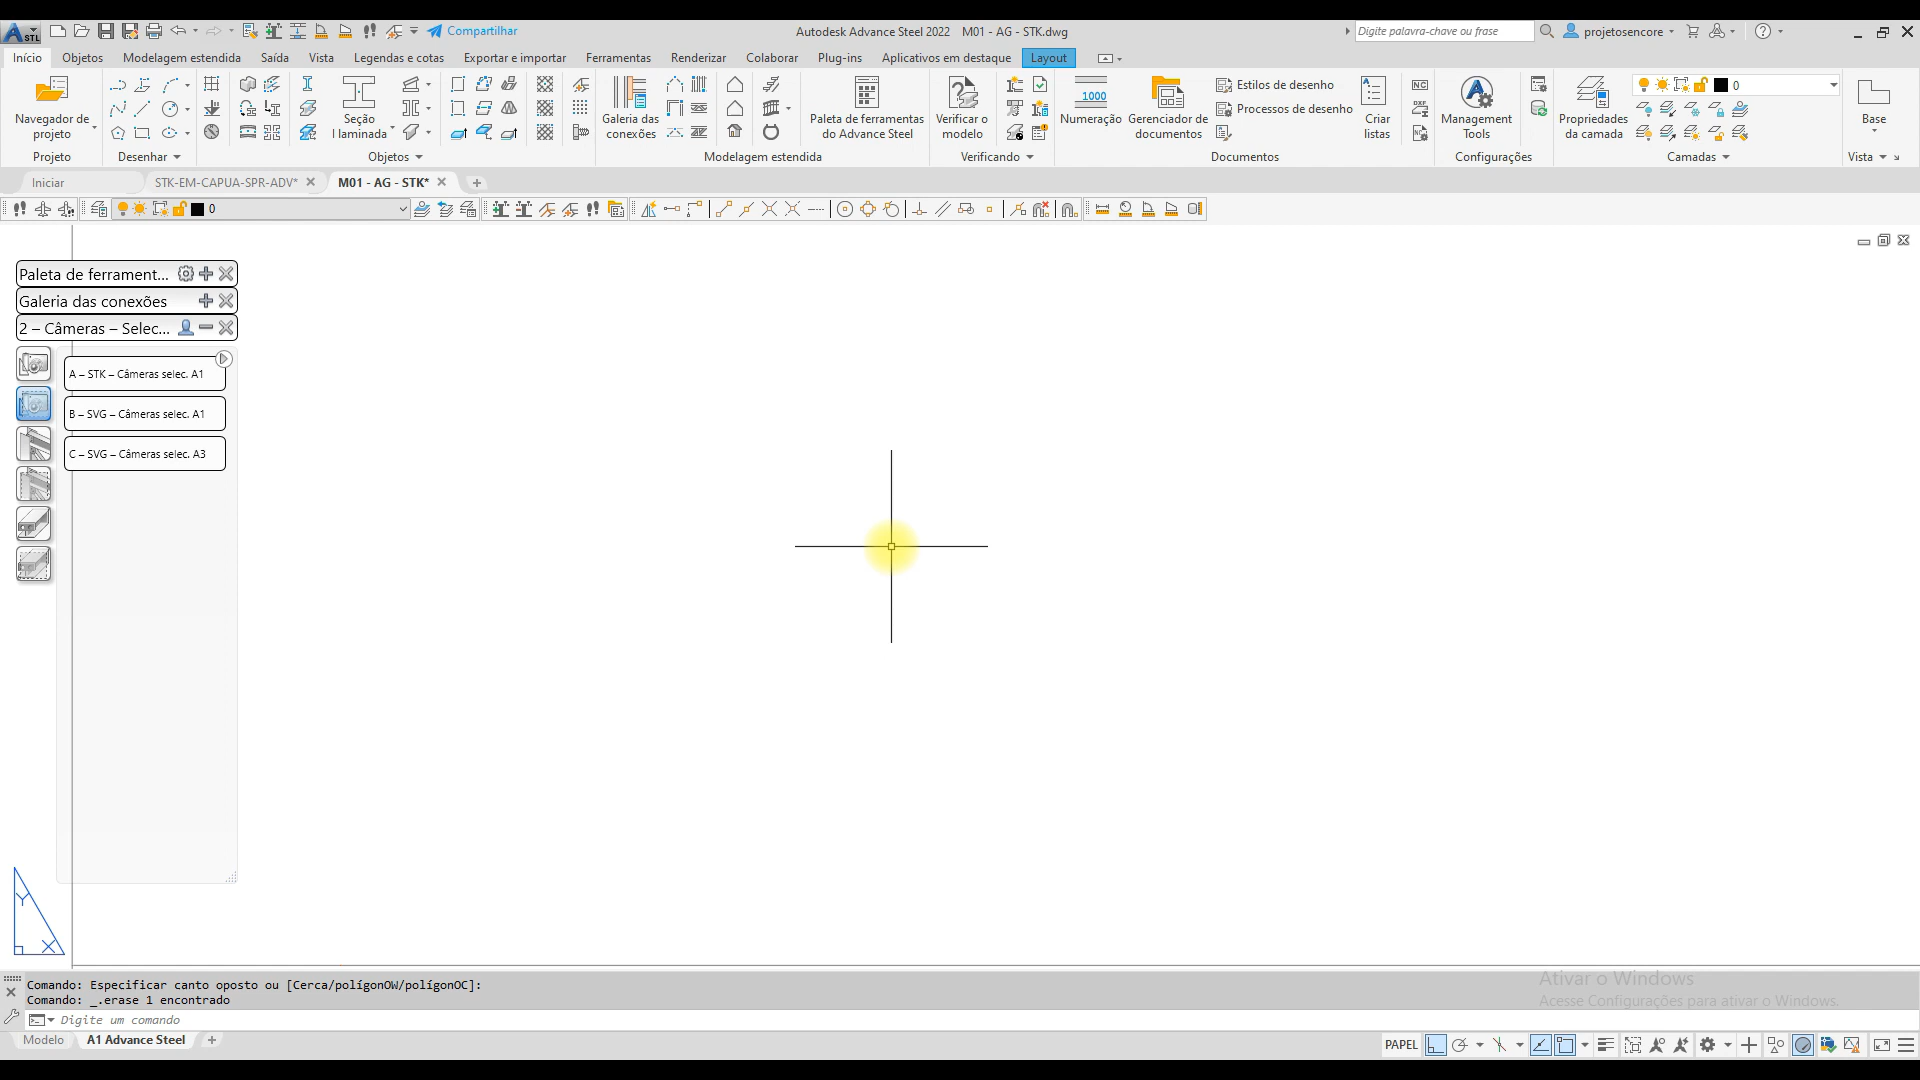 STL
Compartilhar
Autodesk Advance Steel 2022 M01 - AG - STK.dwg
Digite palavra-chave ou frase
projetosencore
Início Objetos Modelagem estendida Saída Vista Legendas e cotas Exportar e importar Ferramentas Renderizar Colaborar Plug-ins Aplicativos em destaque Layout
Navegador de projeto
Seção I laminada
Galeria das conexões
Paleta de ferramentas do Advance Steel
Verificar o modelo
1000
Numeração
Gerenciador de documentos
Estilos de desenho
Processos de desenho
Criar listas
NC
DXF
NC
Management Tools
Propriedades da camada
0
Base
Projeto Desenhar Objetos Modelagem estendida Verificando Documentos Configurações Camadas Vista
Iniciar STK-EM-CAPUA-SPR-ADV* M01 - AG - STK*
0
Paleta de ferrament...
Galeria das conexões
2 – Câmeras – Selec...
A – STK – Câmeras selec. A1
B – SVG – Câmeras selec. A1
C – SVG – Câmeras selec. A3
Y
X
Comando: Especificar canto oposto ou [Cerca/polígonOW/polígonOC]:
Comando: _.erase 1 encontrado
Digite um comando
Ativar o Windows
Acesse Configurações para ativar o Windows.
Modelo A1 Advance Steel
PAPEL